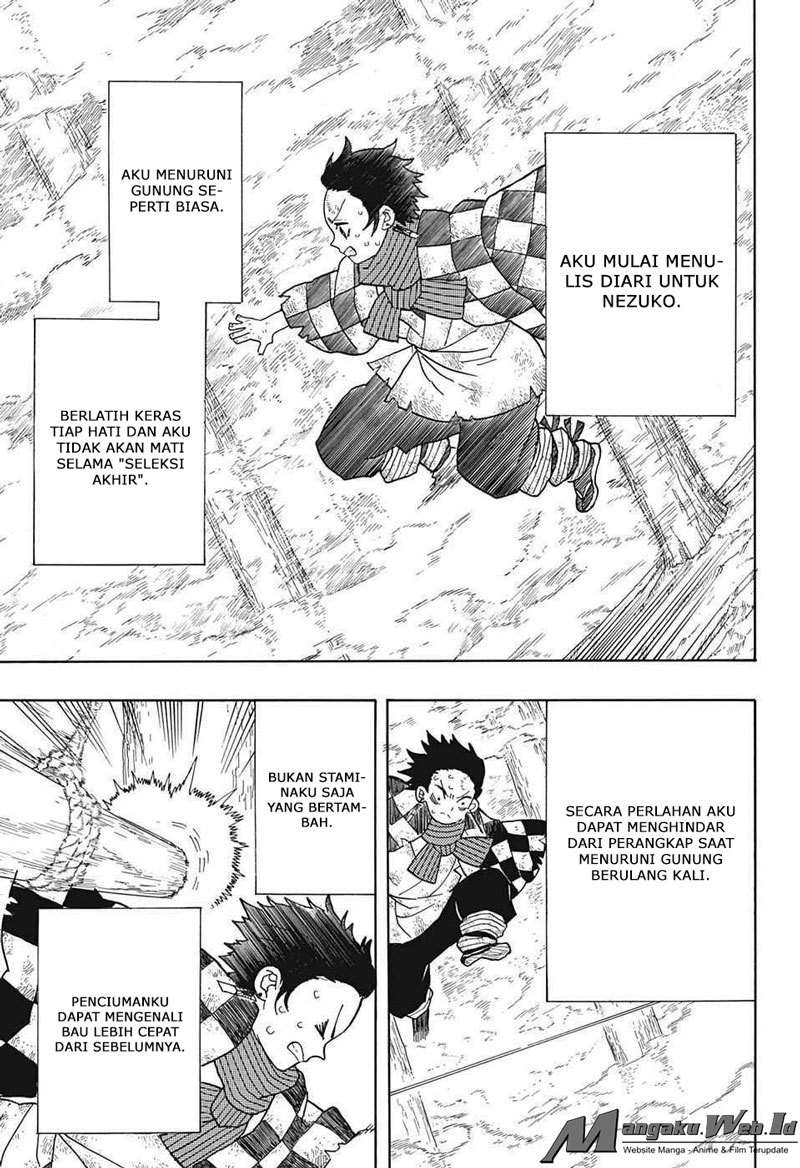 AKU MULAI MENU-
LIS DIARI UNTUK
NEZUKO.
AKU MENURUNI
GUNUNG SE-
PERTI BIASA.
BERLATIH KERAS
TIAP HATI DAN AKU
TIDAK AKAN MATI
SELAMA "SELEKSI
AKHIR".
SECARA PERLAHAN AKU
DAPAT MENGHINDAR
DARI PERANGKAP SAAT
MENURUNI GUNUNG
BERULANG KALI.
BUKAN STAMI-
NAKU SAJA
YANG BERTAM-
BAH.
PENCIUMANKU
DAPAT MENGENALI
BAU LEBIH CEPAT
DARI SEBELUMNYA.
Mangaku.Web.Id
Website Manga - Anime & Film Terupdate